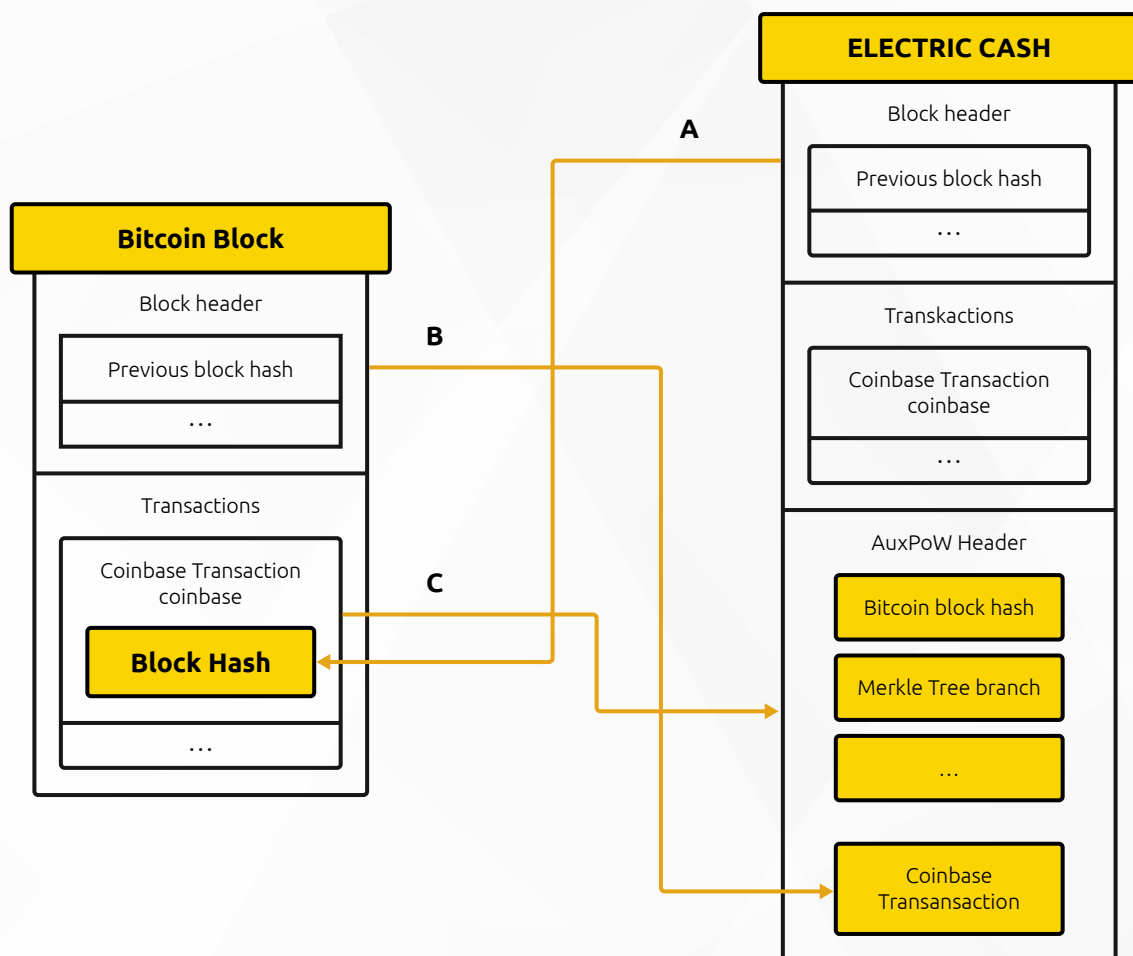 ELECTRIC CASH
Block header
Previous block hash
...
Transkactions
Coinbase Transaction
coinbase
...
AuxPoW Header
Bitcoin block hash
Merkle Tree branch
...
Coinbase
Transansaction
A
B
C
Bitcoin Block
Block header
Previous block hash
...
Transactions
Coinbase Transaction
coinbase
Block Hash
...